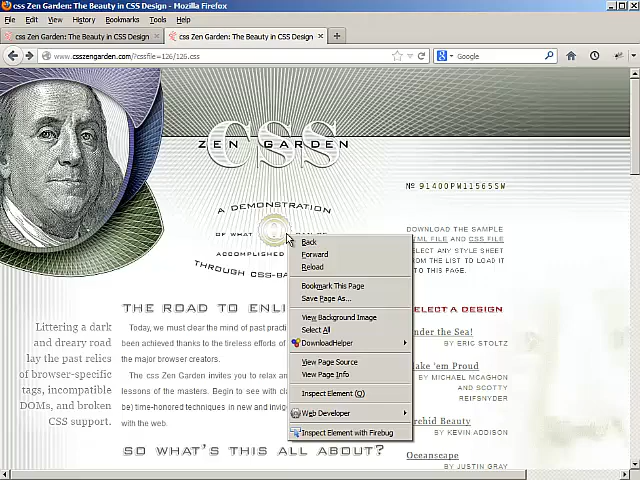 css Zen Garden: The Beauty in CSS Design - Mozilla Firefox
File Edit View History Bookmarks Tools Help
css Zen Garden: The Beauty in CSS Design × css Zen Garden: The Beauty in CSS Design × +
www.csszengarden.com/?cssfile=126/126.css Google
CSS
ZEN GARDEN
№ 91400PW11565SW
A DEMONSTRATION
OF WHAT
ACCOMPLISHED
THROUGH CSS-BA
DOWNLOAD THE SAMPLE
HTML FILE AND CSS FILE
SELECT ANY STYLE SHEET
FROM THE LIST TO LOAD IT
TO THIS PAGE.
Back
Forward
Reload
Bookmark This Page
Save Page As...
View Background Image
Select All
DownloadHelper
View Page Source
View Page Info
Inspect Element (Q)
Web Developer
Inspect Element with Firebug
THE ROAD TO ENLI
Littering a dark
and dreary road
lay the past relics
of browser-specific
tags, incompatible
DOMs, and broken
CSS support.
Today, we must clear the mind of past practi
been achieved thanks to the tireless efforts of
the major browser creators.
The css Zen Garden invites you to relax an
lessons of the masters. Begin to see with cla
be) time-honored techniques in new and invig
with the web.
SO WHAT'S THIS ALL ABOUT?
SELECT A DESIGN
Under the Sea!
BY ERIC STOLTZ
Make 'em Proud
BY MICHAEL MCAGHON
AND SCOTTY
REIFSNYDER
Orchid Beauty
BY KEVIN ADDISON
Oceanscape
BY JUSTIN GRAY